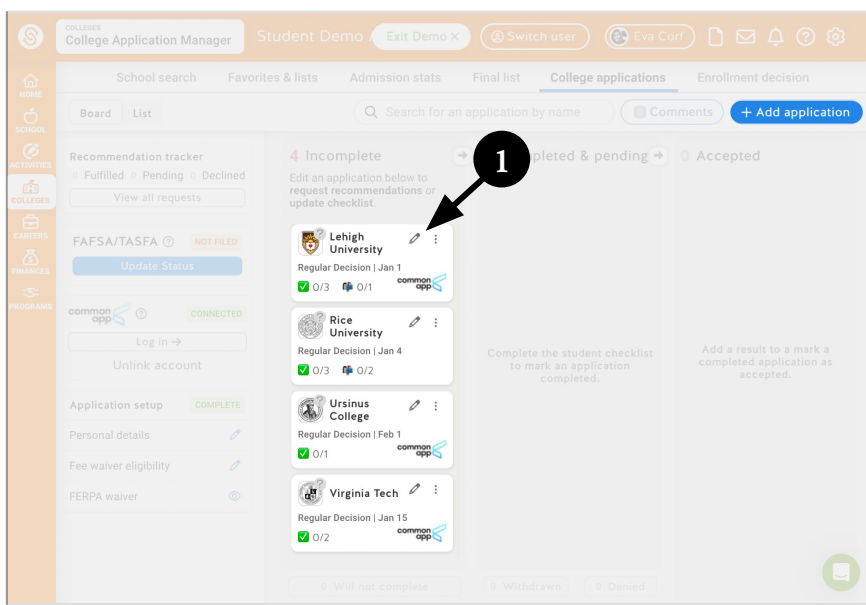 COLLEGES
College Application Manager
Student Demo /
Exit Demo ×
Switch user
Eva Corf
School search
Favorites & lists
Admission stats
Final list
College applications
Enrollment decision
HOME
SCHOOL
ACTIVITIES
COLLEGES
CAREERS
FINANCES
PROGRAMS
Board
List
Search for an application by name
Comments
+ Add application
Recommendation tracker
0 Fulfilled 0 Pending 0 Declined
View all requests
FAFSA/TASFA ?
NOT FILED
Update Status
common app ?
CONNECTED
Log in →
Unlink account
Application setup
COMPLETE
Personal details
Fee waiver eligibility
FERPA waiver
4 Incomplete
Edit an application below to
request recommendations or
update checklist.
1
Lehigh
University
Regular Decision | Jan 1
0/3 0/1
common
app
Rice
University
Regular Decision | Jan 4
0/3 0/2
Ursinus
College
Regular Decision | Feb 1
0/1
common
app
Virginia Tech
Regular Decision | Jan 15
0/2
common
app
0 Will not complete
pleted & pending
Complete the student checklist
to mark an application
completed.
0 Withdrawn
0 Denied
0 Accepted
Add a result to a mark a
completed application as
accepted.